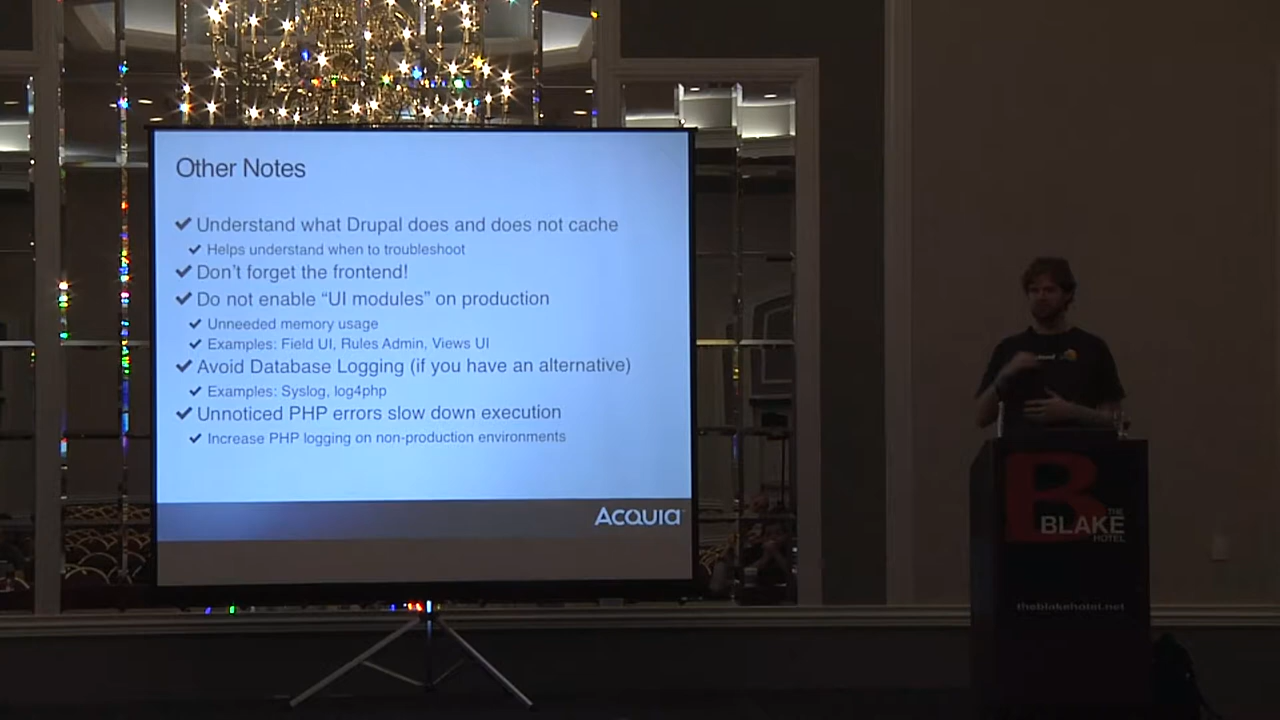 Other Notes
Understand what Drupal does and does not cache
Helps understand when to troubleshoot
Don't forget the frontend!
Do not enable “UI modules” on production
Unneeded memory usage
Examples: Field UI, Rules Admin, Views UI
Avoid Database Logging (if you have an alternative)
Examples: Syslog, log4php
Unnoticed PHP errors slow down execution
Increase PHP logging on non-production environments
ACQUIA
B
THE
BLAKE
HOTEL
theblakehotel.net